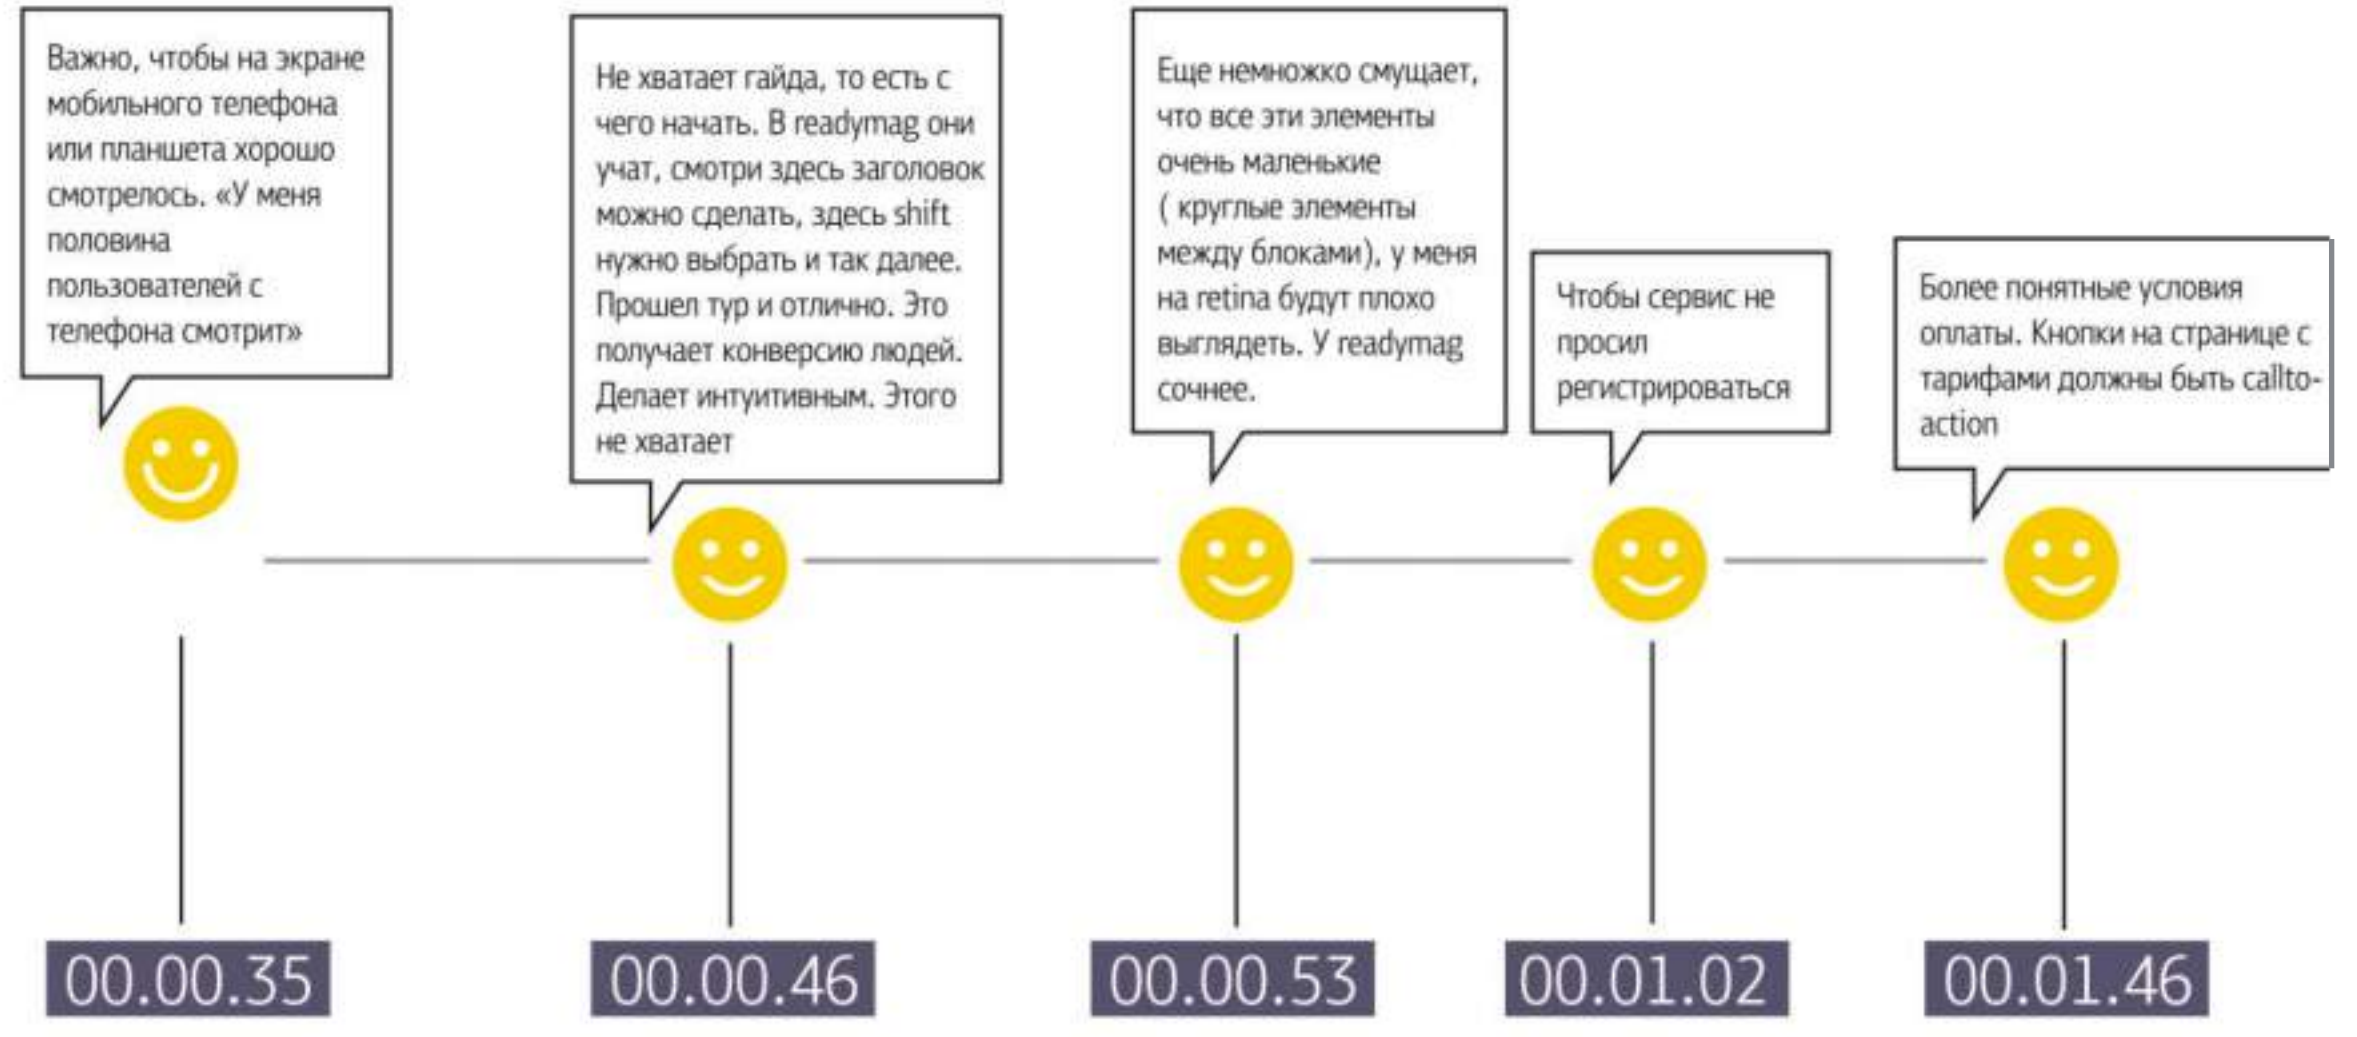 Важно, чтобы на экране
мобильного телефона
или планшета хорошо
смотрелось. «У меня
половина
пользователей с
телефона смотрит»
Не хватает гайда, то есть с
чего начать. В readymag они
учат, смотри здесь заголовок
можно сделать, здесь shift
нужно выбрать и так далее.
Прошел тур и отлично. Это
получает конверсию людей.
Делает интуитивным. Этого
не хватает
Еще немножко смущает,
что все эти элементы
очень маленькие
( круглые элементы
между блоками), у меня
на retina будут плохо
выглядеть. У readymag
сочнее.
Чтобы сервис не
просил
регистрироваться
Более понятные условия
оплаты. Кнопки на странице с
тарифами должны быть callto-
action
00.00.35
00.00.46
00.00.53
00.01.02
00.01.46